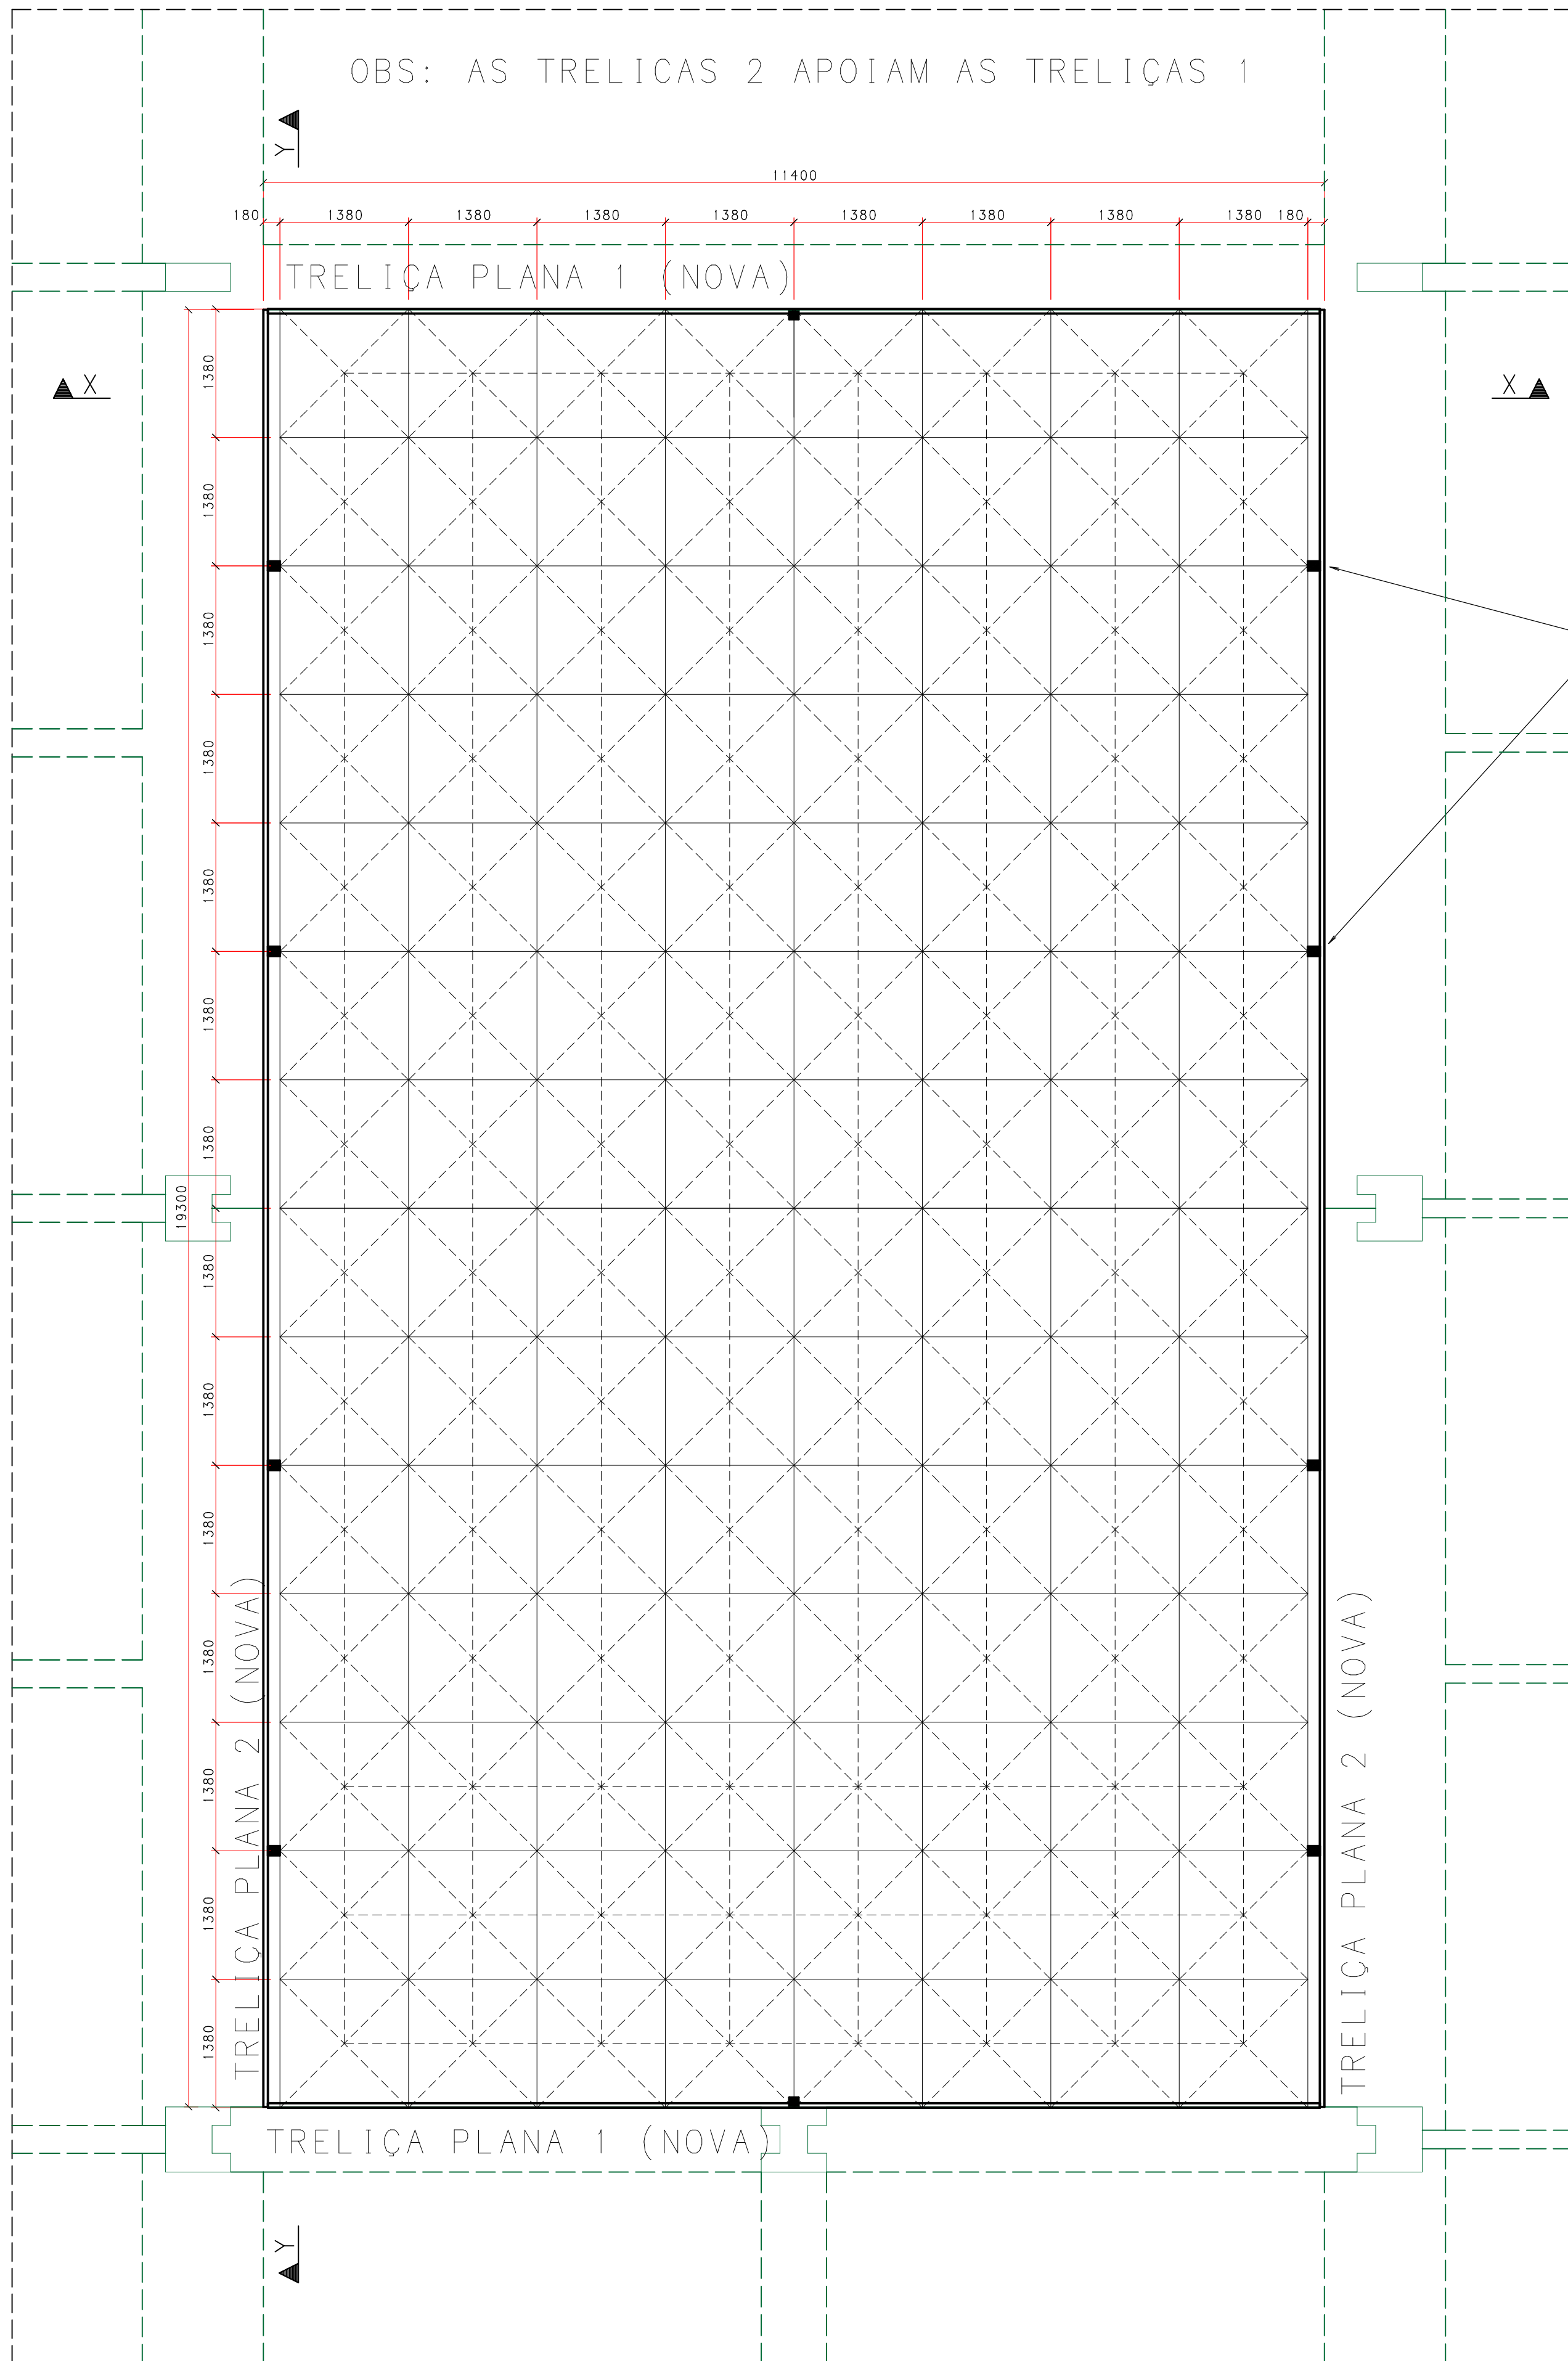 OBS: AS TRELICAS 2 APOIAM AS TRELIÇAS 1
Y
11400
180 1380 1380 1380 1380 1380 1380 1380 1380 180
TRELIÇA PLANA 1 (NOVA)
X
X
1380
1380
1380
1380
1380
1380
1380
19300
1380
1380
1380
1380
1380
1380
1380
TRELIÇA PLANA 2 (NOVA)
TRELIÇA PLANA 2 (NOVA)
TRELIÇA PLANA 1 (NOVA)
Y